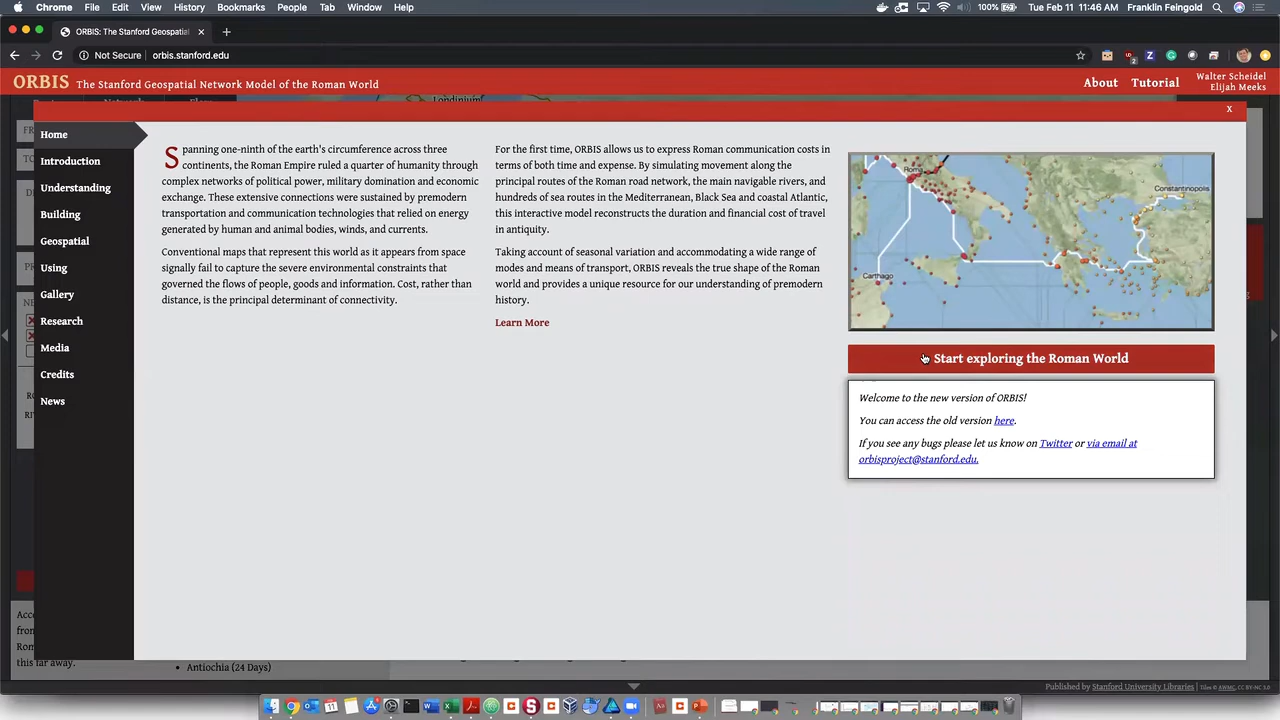 Chrome File Edit View History Bookmarks People Tab Window Help 100% Tue Feb 11 11:46 AM Franklin Feingold
ORBIS: The Stanford Geospatial
Not Secure orbis.stanford.edu
ORBIS The Stanford Geospatial Network Model of the Roman World
About Tutorial Walter Scheidel
Elijah Meeks
Londinium
x
Home
Introduction
Understanding
Building
Geospatial
Using
Gallery
Research
Media
Credits
News
Spanning one-ninth of the earth's circumference across three
continents, the Roman Empire ruled a quarter of humanity through
complex networks of political power, military domination and economic
exchange. These extensive connections were sustained by premodern
transportation and communication technologies that relied on energy
generated by human and animal bodies, winds, and currents.
Conventional maps that represent this world as it appears from space
signally fail to capture the severe environmental constraints that
governed the flows of people, goods and information. Cost, rather than
distance, is the principal determinant of connectivity.
For the first time, ORBIS allows us to express Roman communication costs in
terms of both time and expense. By simulating movement along the
principal routes of the Roman road network, the main navigable rivers, and
hundreds of sea routes in the Mediterranean, Black Sea and coastal Atlantic,
this interactive model reconstructs the duration and financial cost of travel
in antiquity.
Taking account of seasonal variation and accommodating a wide range of
modes and means of transport, ORBIS reveals the true shape of the Roman
world and provides a unique resource for our understanding of premodern
history.
Learn More
Roma
Constantinopolis
Carthago
Start exploring the Roman World
Welcome to the new version of ORBIS!
You can access the old version here.
If you see any bugs please let us know on Twitter or via email at
orbisproject@stanford.edu.
this far away.
Antiochia (24 Days)
Published by Stanford University Libraries | Tiles © AWMC, CC BY-NC 3.0